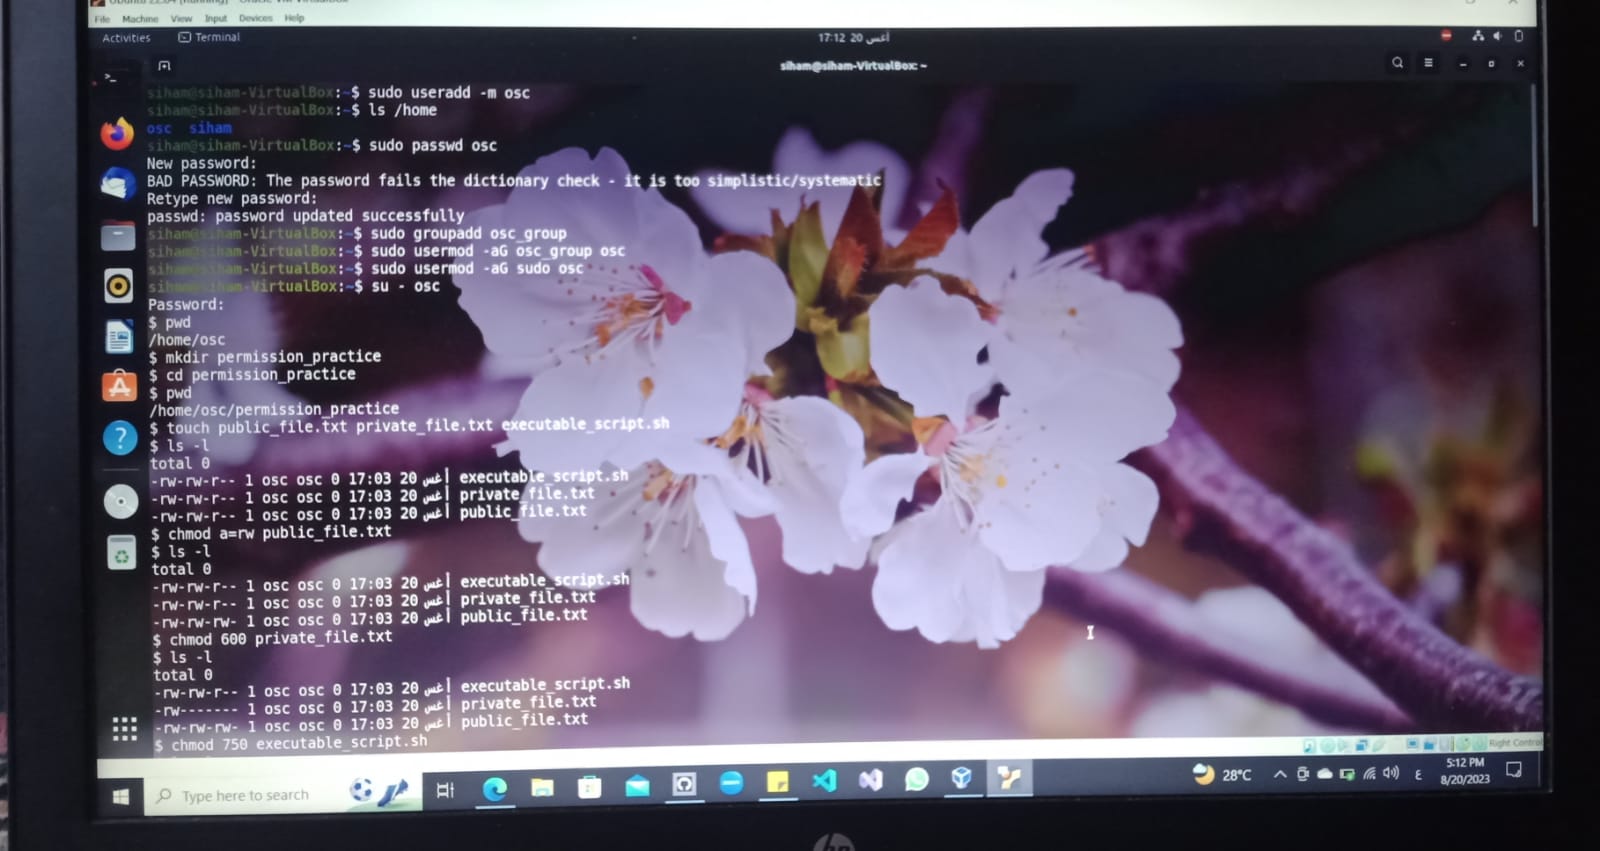 File Machine View Input Devices Help
Activities Terminal 17:12 20 أغس
siham@siham-VirtualBox: ~
siham@siham-VirtualBox:~$ sudo useradd -m osc
siham@siham-VirtualBox:~$ ls /home
osc siham
siham@siham-VirtualBox:~$ sudo passwd osc
New password:
BAD PASSWORD: The password fails the dictionary check - it is too simplistic/systematic
Retype new password:
passwd: password updated successfully
siham@siham-VirtualBox:~$ sudo groupadd osc_group
siham@siham-VirtualBox:~$ sudo usermod -aG osc_group osc
siham@siham-VirtualBox:~$ sudo usermod -aG sudo osc
siham@siham-VirtualBox:~$ su - osc
Password:
$ pwd
/home/osc
$ mkdir permission_practice
$ cd permission_practice
$ pwd
/home/osc/permission_practice
$ touch public_file.txt private_file.txt executable_script.sh
$ ls -l
total 0
-rw-rw-r-- 1 osc osc 0 17:03 20 أغس executable_script.sh
-rw-rw-r-- 1 osc osc 0 17:03 20 أغس private_file.txt
-rw-rw-r-- 1 osc osc 0 17:03 20 أغس public_file.txt
$ chmod a=rw public_file.txt
$ ls -l
total 0
-rw-rw-r-- 1 osc osc 0 17:03 20 أغس executable_script.sh
-rw-rw-r-- 1 osc osc 0 17:03 20 أغس private_file.txt
-rw-rw-rw- 1 osc osc 0 17:03 20 أغس public_file.txt
$ chmod 600 private_file.txt
$ ls -l
total 0
-rw-rw-r-- 1 osc osc 0 17:03 20 أغس executable_script.sh
-rw------- 1 osc osc 0 17:03 20 أغس private_file.txt
-rw-rw-rw- 1 osc osc 0 17:03 20 أغس public_file.txt
$ chmod 750 executable_script.sh
Right Control
Type here to search
28°C
ع
5:12 PM
8/20/2023
hp